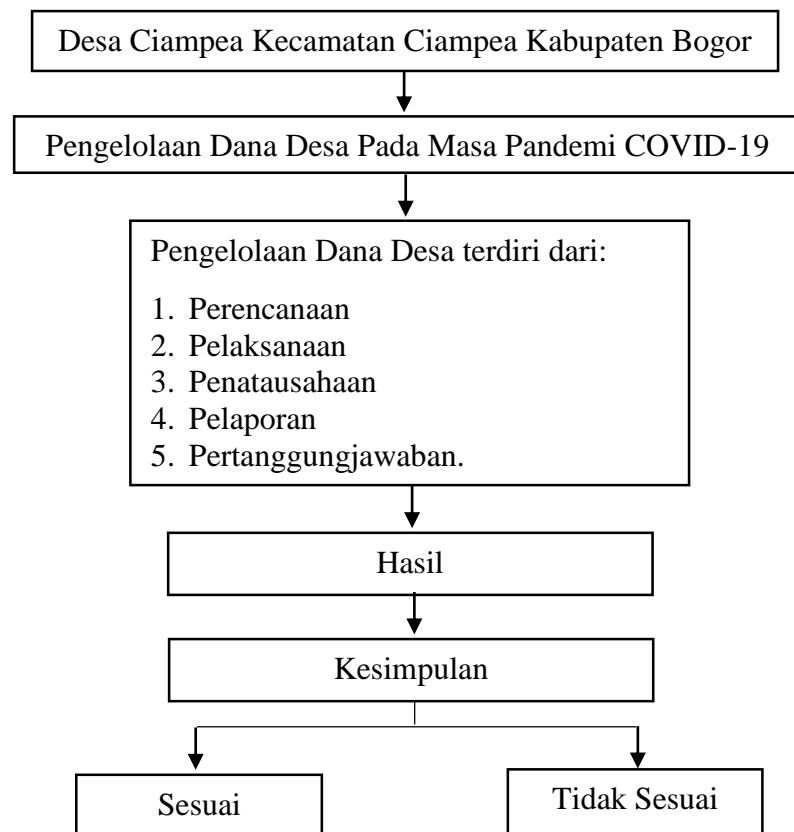 Desa Ciampea Kecamatan Ciampea Kabupaten Bogor
Pengelolaan Dana Desa Pada Masa Pandemi COVID-19
Pengelolaan Dana Desa terdiri dari:
1. Perencanaan
2. Pelaksanaan
3. Penatausahaan
4. Pelaporan
5. Pertanggungjawaban.
Hasil
Kesimpulan
Sesuai
Tidak Sesuai